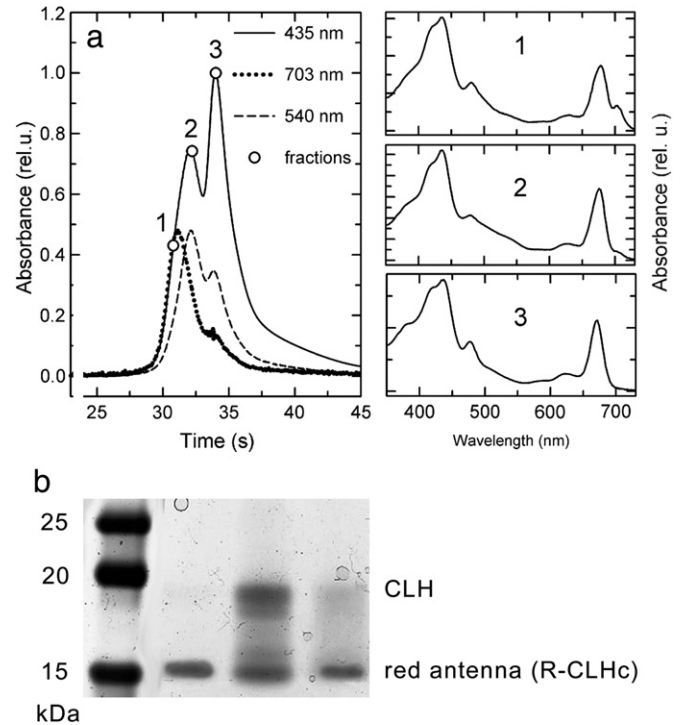 a
1.2
1.0
0.8
0.6
0.4
0.2
0.0
Absorbance (rel.u.)
25 30 35 40 45
Time (s)
435 nm
703 nm
540 nm
fractions
1
2
3
1
2
3
400 500 600 700
Wavelength (nm)
Absorbance (rel. u.)
b
25
20
15
kDa
CLH
red antenna (R-CLHc)